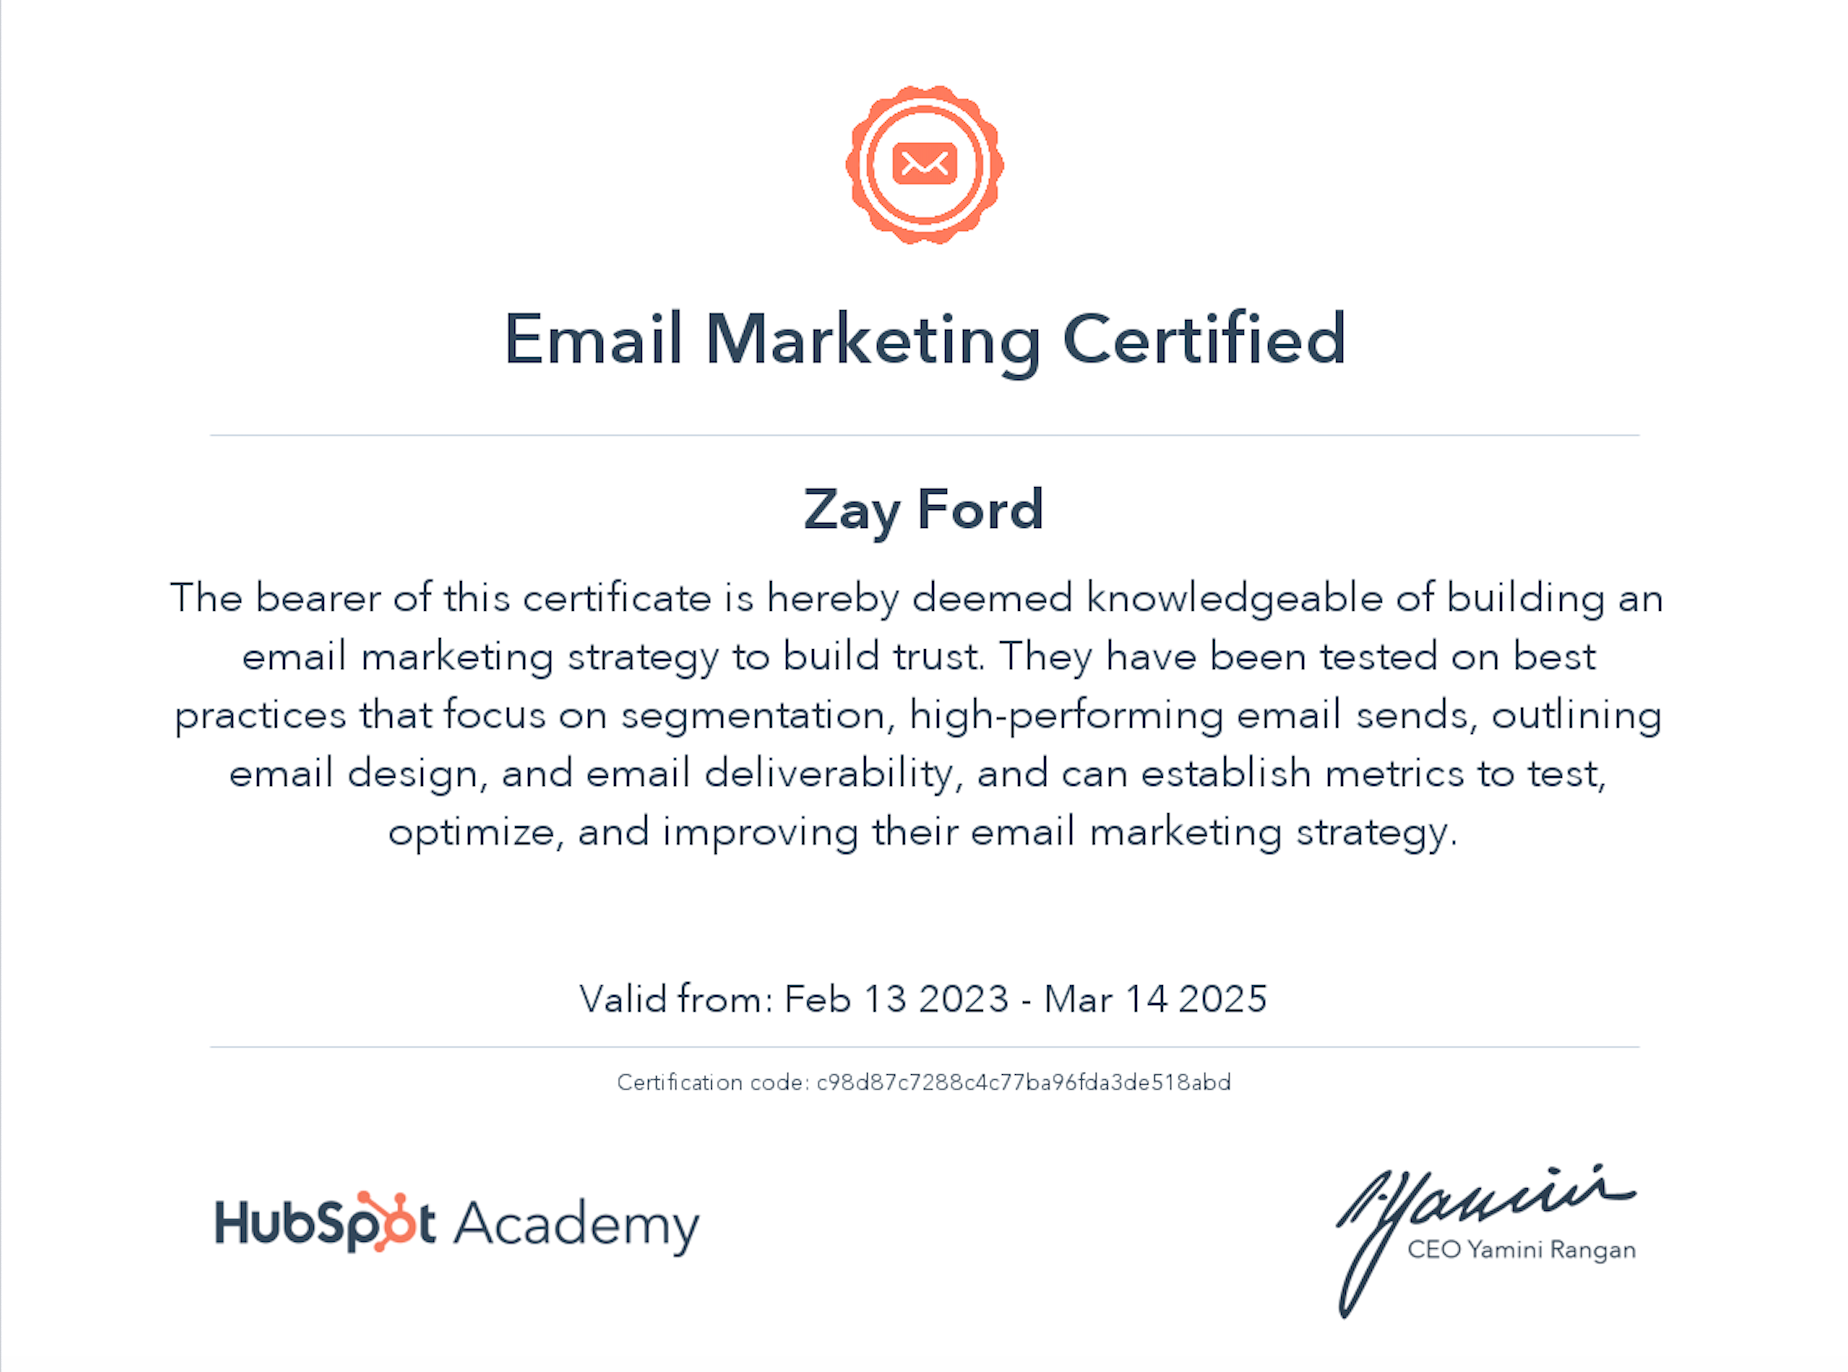 Email Marketing Certified
Zay Ford
The bearer of this certificate is hereby deemed knowledgeable of building an
email marketing strategy to build trust. They have been tested on best
practices that focus on segmentation, high-performing email sends, outlining
email design, and email deliverability, and can establish metrics to test,
optimize, and improving their email marketing strategy.
Valid from: Feb 13 2023 - Mar 14 2025
Certification code: c98d87c7288c4c77ba96fda3de518abd
HubSpot Academy
Yamini
CEO Yamini Rangan